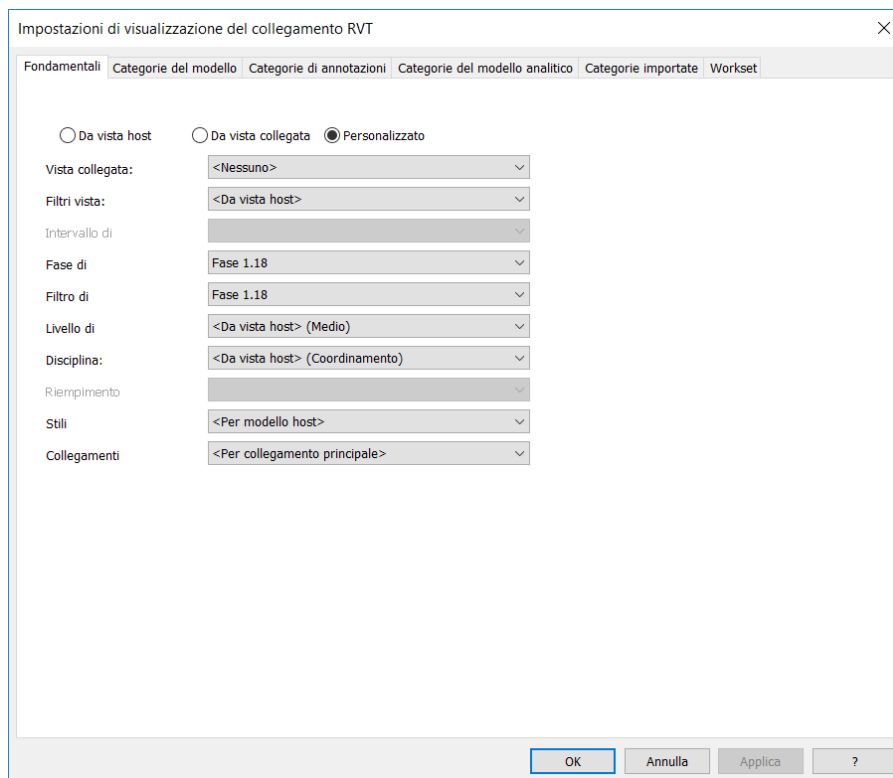 Impostazioni di visualizzazione del collegamento RVT
Fondamentali Categorie del modello Categorie di annotazioni Categorie del modello analitico Categorie importate Workset
Da vista host Da vista collegata Personalizzato
Vista collegata: <Nessuno>
Filtri vista: <Da vista host>
Intervallo di
Fase di Fase 1.18
Filtro di Fase 1.18
Livello di <Da vista host> (Medio)
Disciplina: <Da vista host> (Coordinamento)
Riempimento
Stili <Per modello host>
Collegamenti <Per collegamento principale>
OK Annulla Applica ?